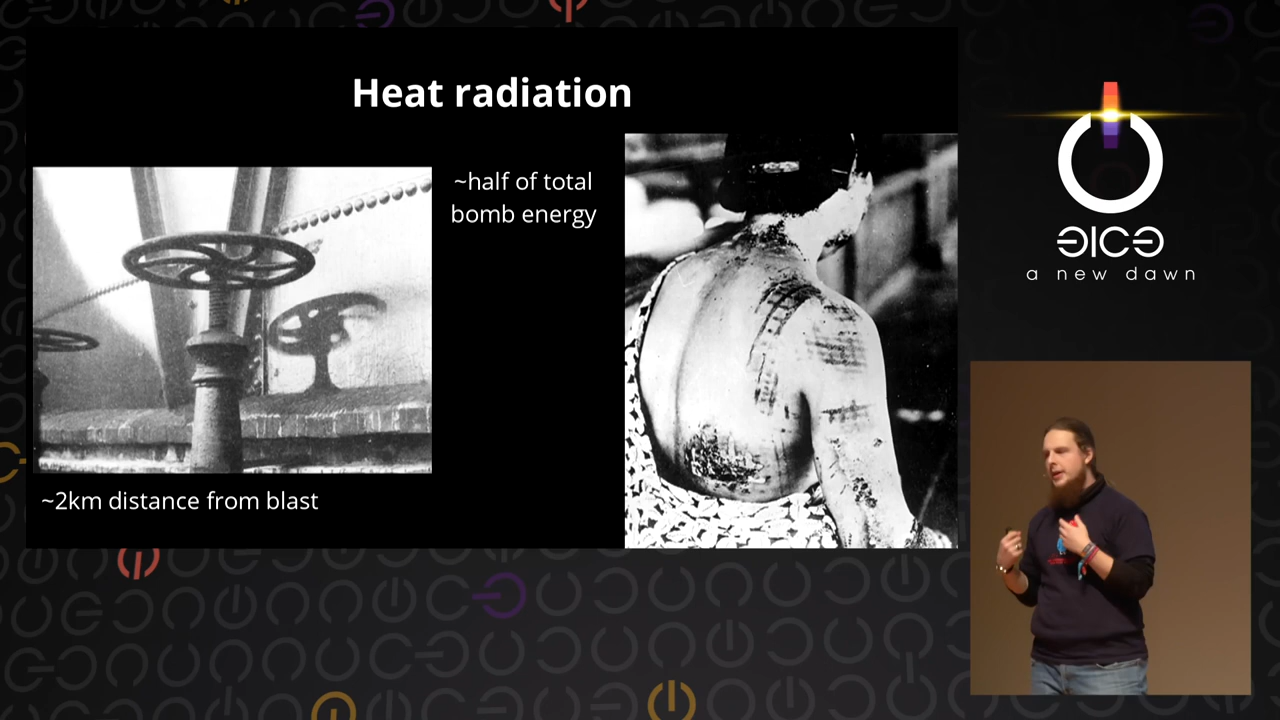 Heat radiation
~half of total
bomb energy
~2km distance from blast
a new dawn